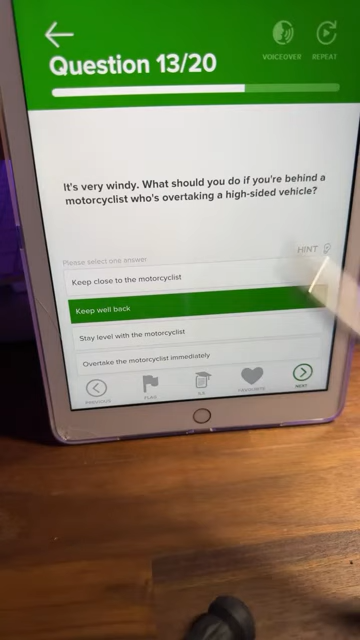 Question 13/20
VOICEOVER REPEAT
It's very windy. What should you do if you're behind a
motorcyclist who's overtaking a high-sided vehicle?
HINT
Please select one answer
Keep close to the motorcyclist
Keep well back
Stay level with the motorcyclist
Overtake the motorcyclist immediately
PREVIOUS FLAG FAVOURITE NEXT